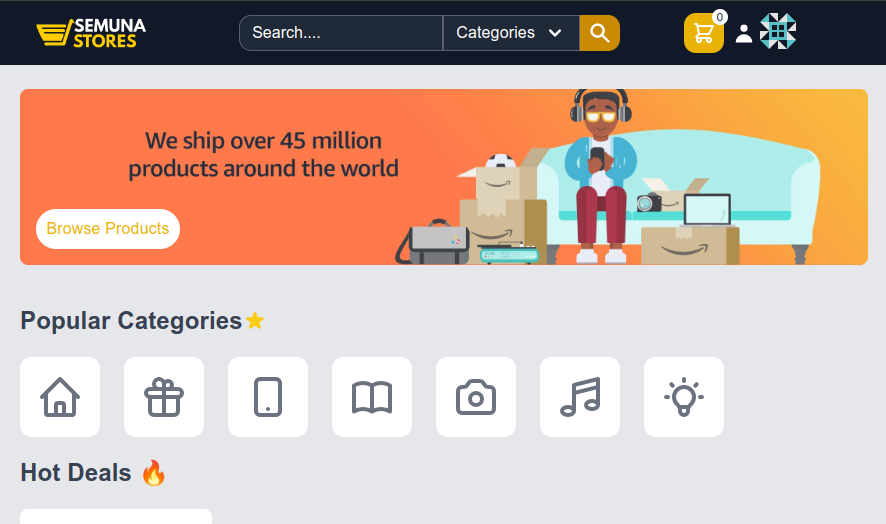 SEMUNA
STORES
Search....
Categories
0
We ship over 45 million
products around the world
Browse Products
Popular Categories
Hot Deals